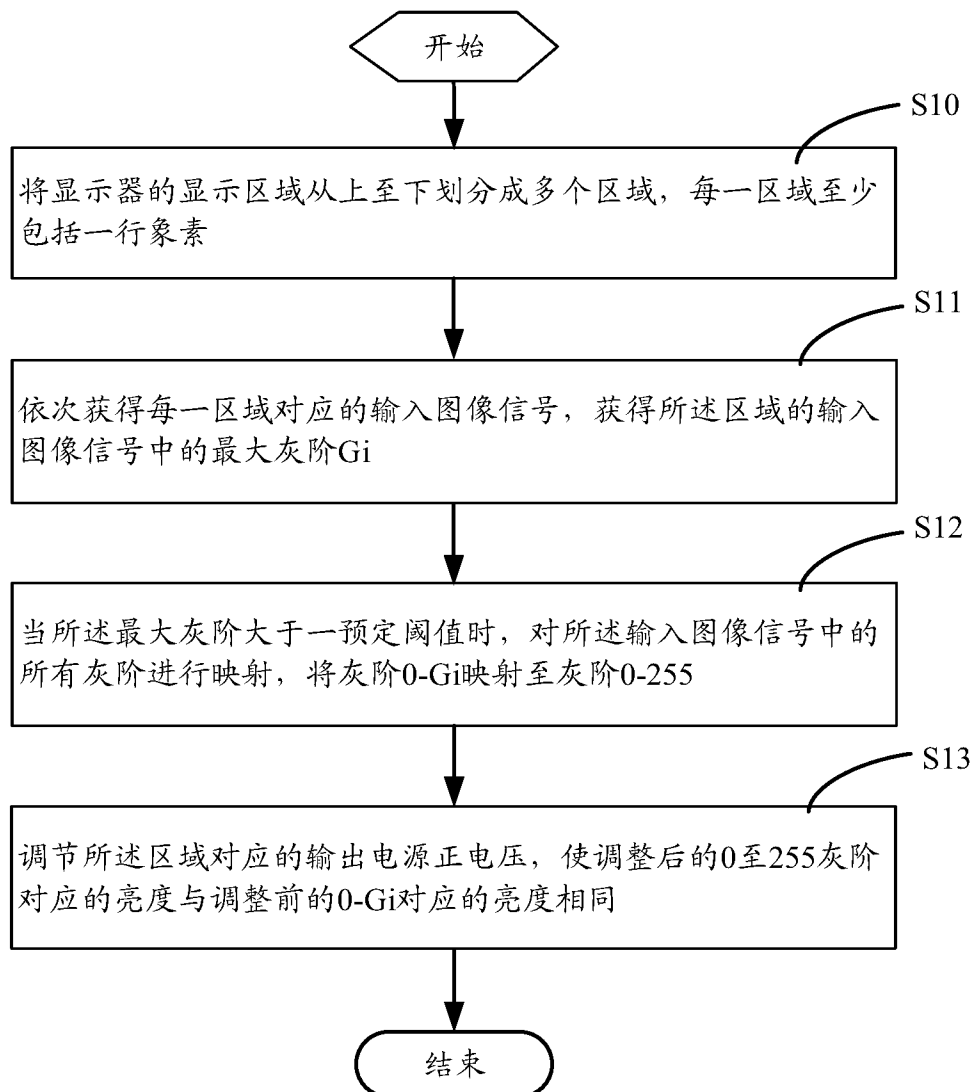 开始
S10
将显示器的显示区域从上至下划分成多个区域，每一区域至少
包括一行象素
S11
依次获得每一区域对应的输入图像信号，获得所述区域的输入
图像信号中的最大灰阶Gi
S12
当所述最大灰阶大于一预定阈值时，对所述输入图像信号中的
所有灰阶进行映射，将灰阶0-Gi映射至灰阶0-255
S13
调节所述区域对应的输出电源正电压，使调整后的0至255灰阶
对应的亮度与调整前的0-Gi对应的亮度相同
结束